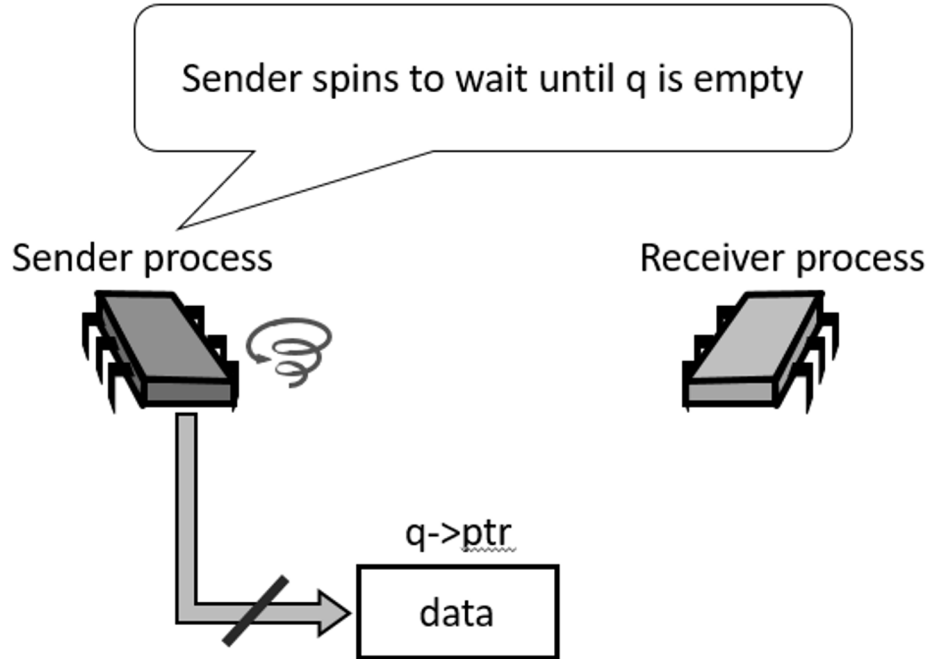 Sender spins to wait until q is empty
Sender process
Receiver process
q->ptr
data